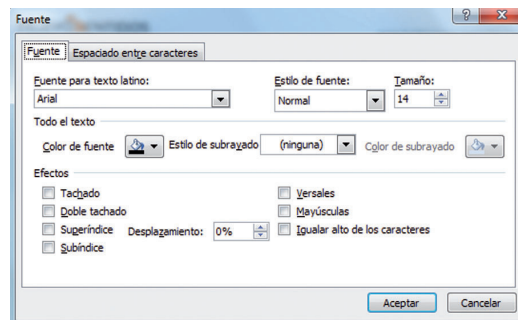 Fuente
Fuente Espaciado entre caracteres
Fuente para texto latino: Estilo de fuente: Tamaño:
Arial Normal 14
Todo el texto
Color de fuente Estilo de subrayado (ninguna) Color de subrayado
Efectos
Tachado Versales
Doble tachado Mayúsculas
Superíndice Desplazamiento: 0% Igualar alto de los caracteres
Subíndice
Aceptar Cancelar